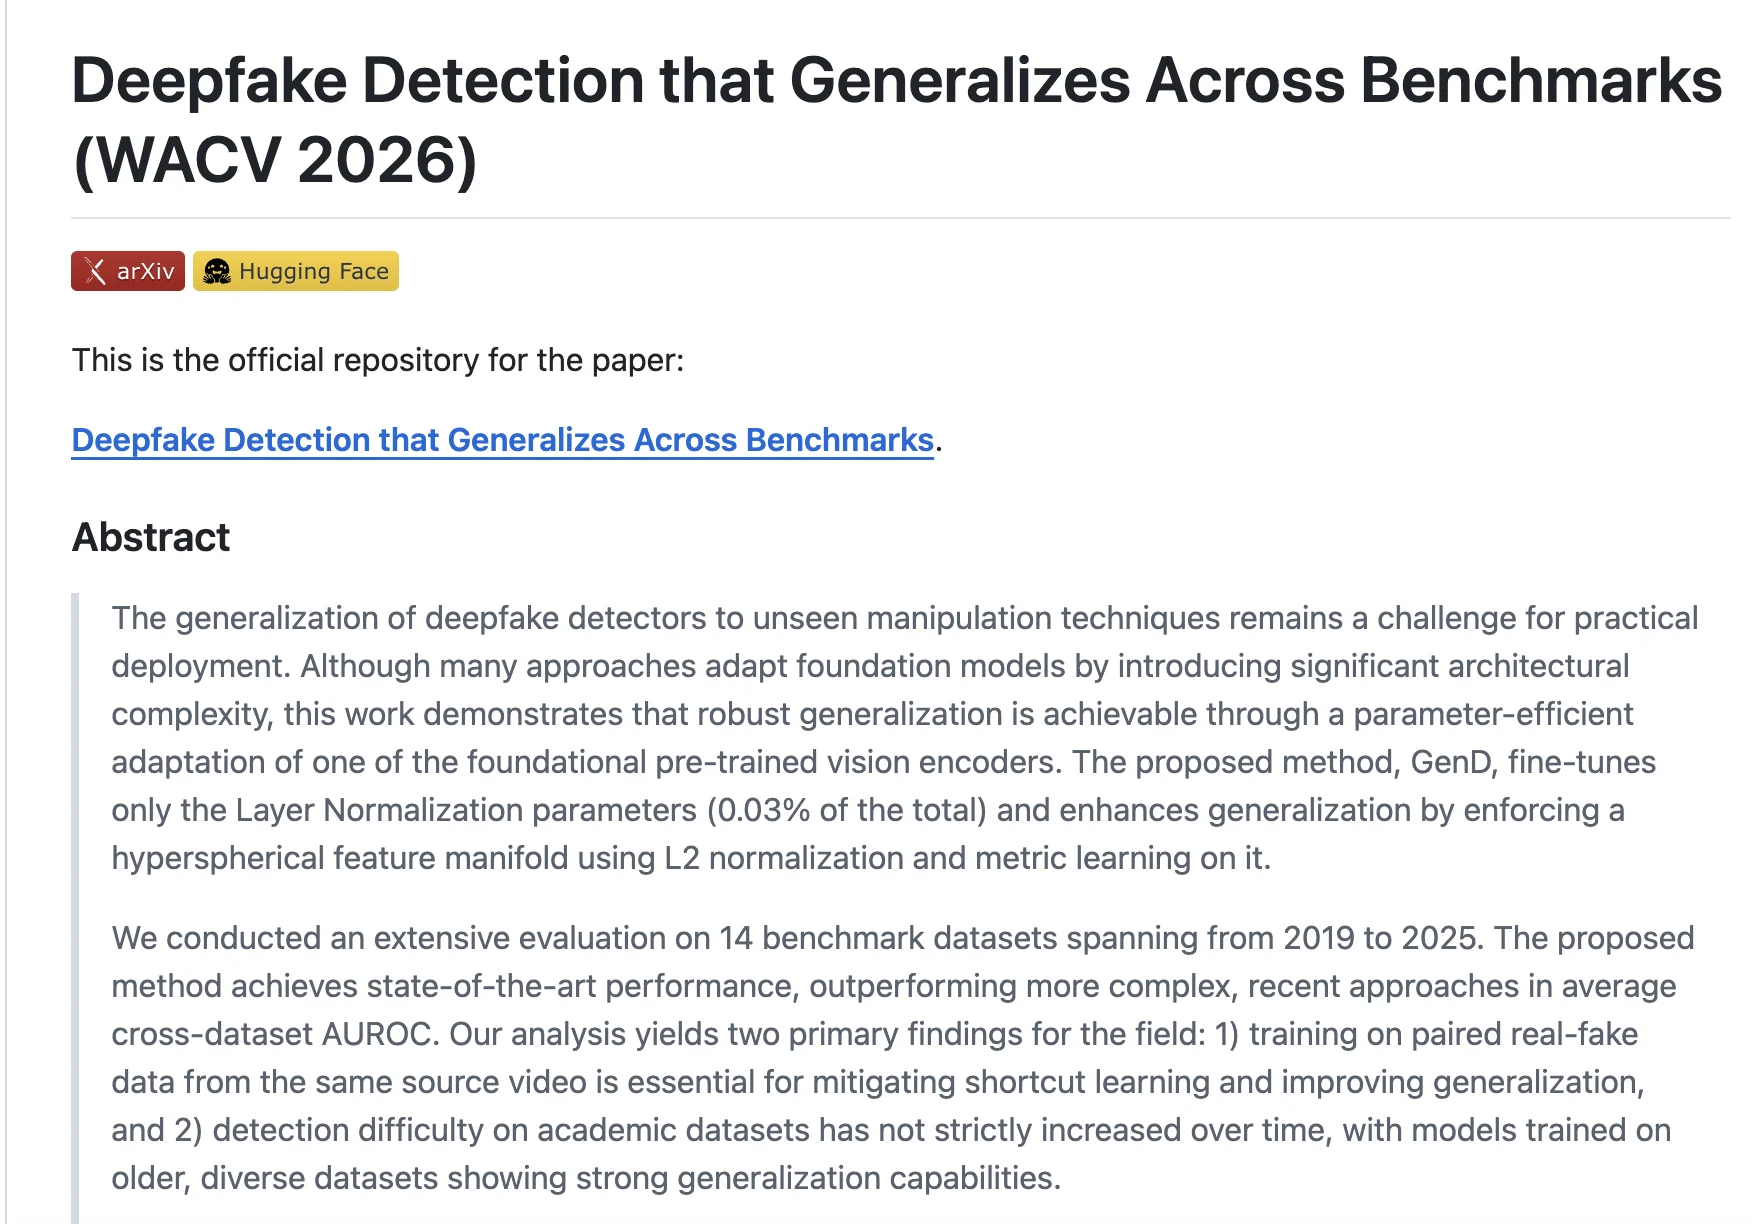 Deepfake Detection that Generalizes Across Benchmarks
(WACV 2026)
arXiv
Hugging Face
This is the official repository for the paper:
Deepfake Detection that Generalizes Across Benchmarks.
Abstract
The generalization of deepfake detectors to unseen manipulation techniques remains a challenge for practical
deployment. Although many approaches adapt foundation models by introducing significant architectural
complexity, this work demonstrates that robust generalization is achievable through a parameter-efficient
adaptation of one of the foundational pre-trained vision encoders. The proposed method, GenD, fine-tunes
only the Layer Normalization parameters (0.03% of the total) and enhances generalization by enforcing a
hyperspherical feature manifold using L2 normalization and metric learning on it.
We conducted an extensive evaluation on 14 benchmark datasets spanning from 2019 to 2025. The proposed
method achieves state-of-the-art performance, outperforming more complex, recent approaches in average
cross-dataset AUROC. Our analysis yields two primary findings for the field: 1) training on paired real-fake
data from the same source video is essential for mitigating shortcut learning and improving generalization,
and 2) detection difficulty on academic datasets has not strictly increased over time, with models trained on
older, diverse datasets showing strong generalization capabilities.